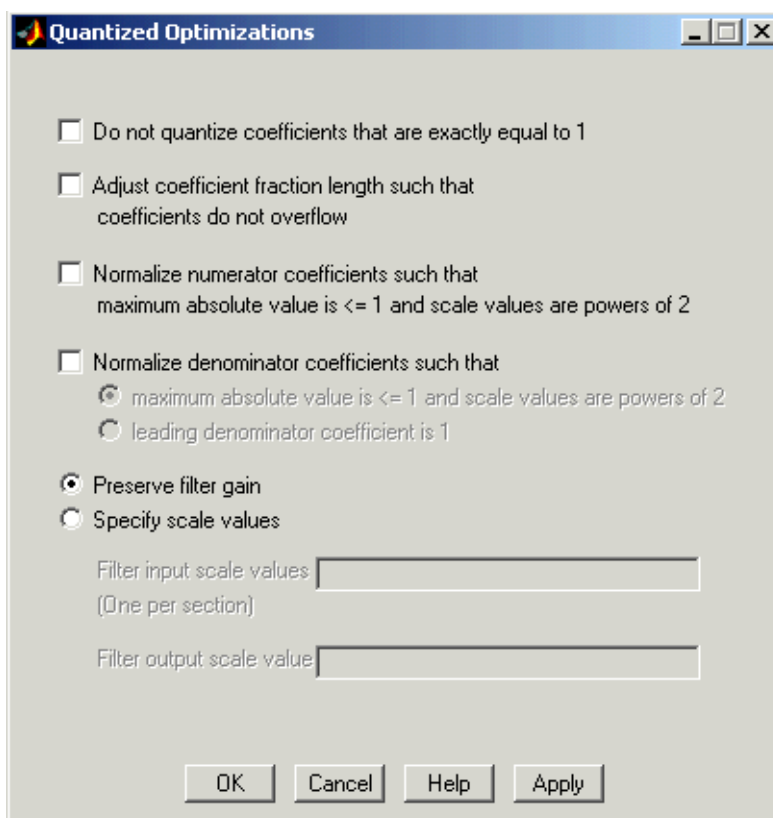 Quantized Optimizations
Do not quantize coefficients that are exactly equal to 1
Adjust coefficient fraction length such that
coefficients do not overflow
Normalize numerator coefficients such that
maximum absolute value is <= 1 and scale values are powers of 2
Normalize denominator coefficients such that
maximum absolute value is <= 1 and scale values are powers of 2
leading denominator coefficient is 1
Preserve filter gain
Specify scale values
Filter input scale values
(One per section)
Filter output scale value
OK Cancel Help Apply